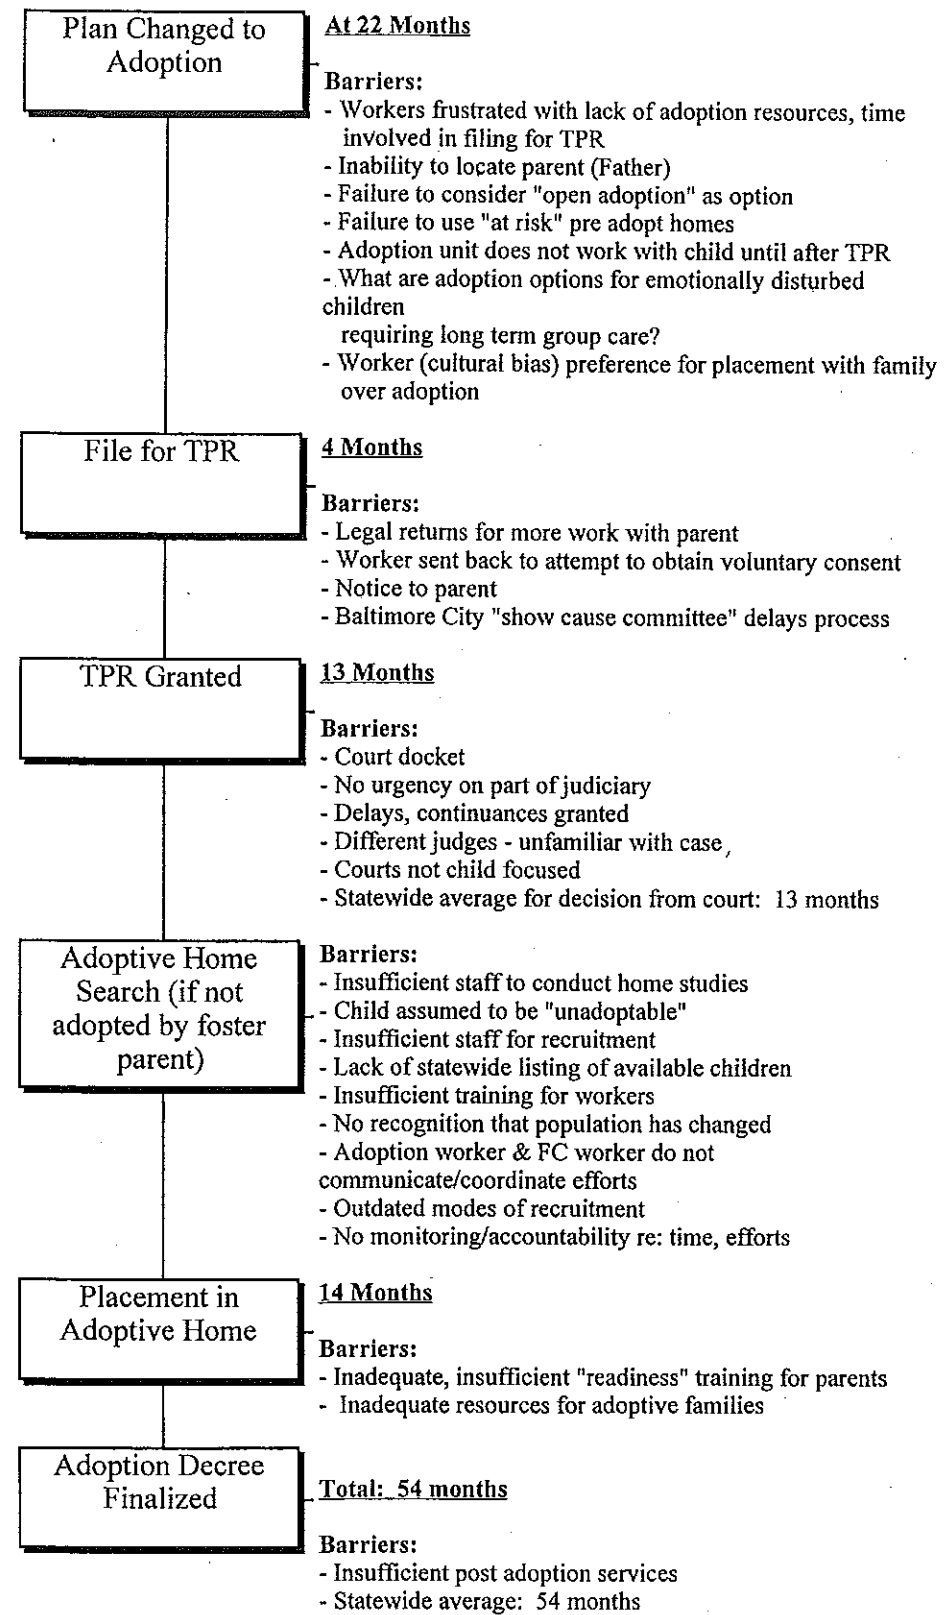 Plan Changed to
Adoption
At 22 Months
Barriers:
- Workers frustrated with lack of adoption resources, time
involved in filing for TPR
- Inability to locate parent (Father)
- Failure to consider "open adoption" as option
- Failure to use "at risk" pre adopt homes
- Adoption unit does not work with child until after TPR
- What are adoption options for emotionally disturbed
children
requiring long term group care?
- Worker (cultural bias) preference for placement with family
over adoption
File for TPR
4 Months
Barriers:
- Legal returns for more work with parent
- Worker sent back to attempt to obtain voluntary consent
- Notice to parent
- Baltimore City "show cause committee" delays process
TPR Granted
13 Months
Barriers:
- Court docket
- No urgency on part of judiciary
- Delays, continuances granted
- Different judges - unfamiliar with case
- Courts not child focused
- Statewide average for decision from court: 13 months
Adoptive Home
Search (if not
adopted by foster
parent)
Barriers:
- Insufficient staff to conduct home studies
- Child assumed to be "unadoptable"
- Insufficient staff for recruitment
- Lack of statewide listing of available children
- Insufficient training for workers
- No recognition that population has changed
- Adoption worker & FC worker do not
communicate/coordinate efforts
- Outdated modes of recruitment
- No monitoring/accountability re: time, efforts
Placement in
Adoptive Home
14 Months
Barriers:
- Inadequate, insufficient "readiness" training for parents
- Inadequate resources for adoptive families
Adoption Decree
Finalized
Total: 54 months
Barriers:
- Insufficient post adoption services
- Statewide average: 54 months